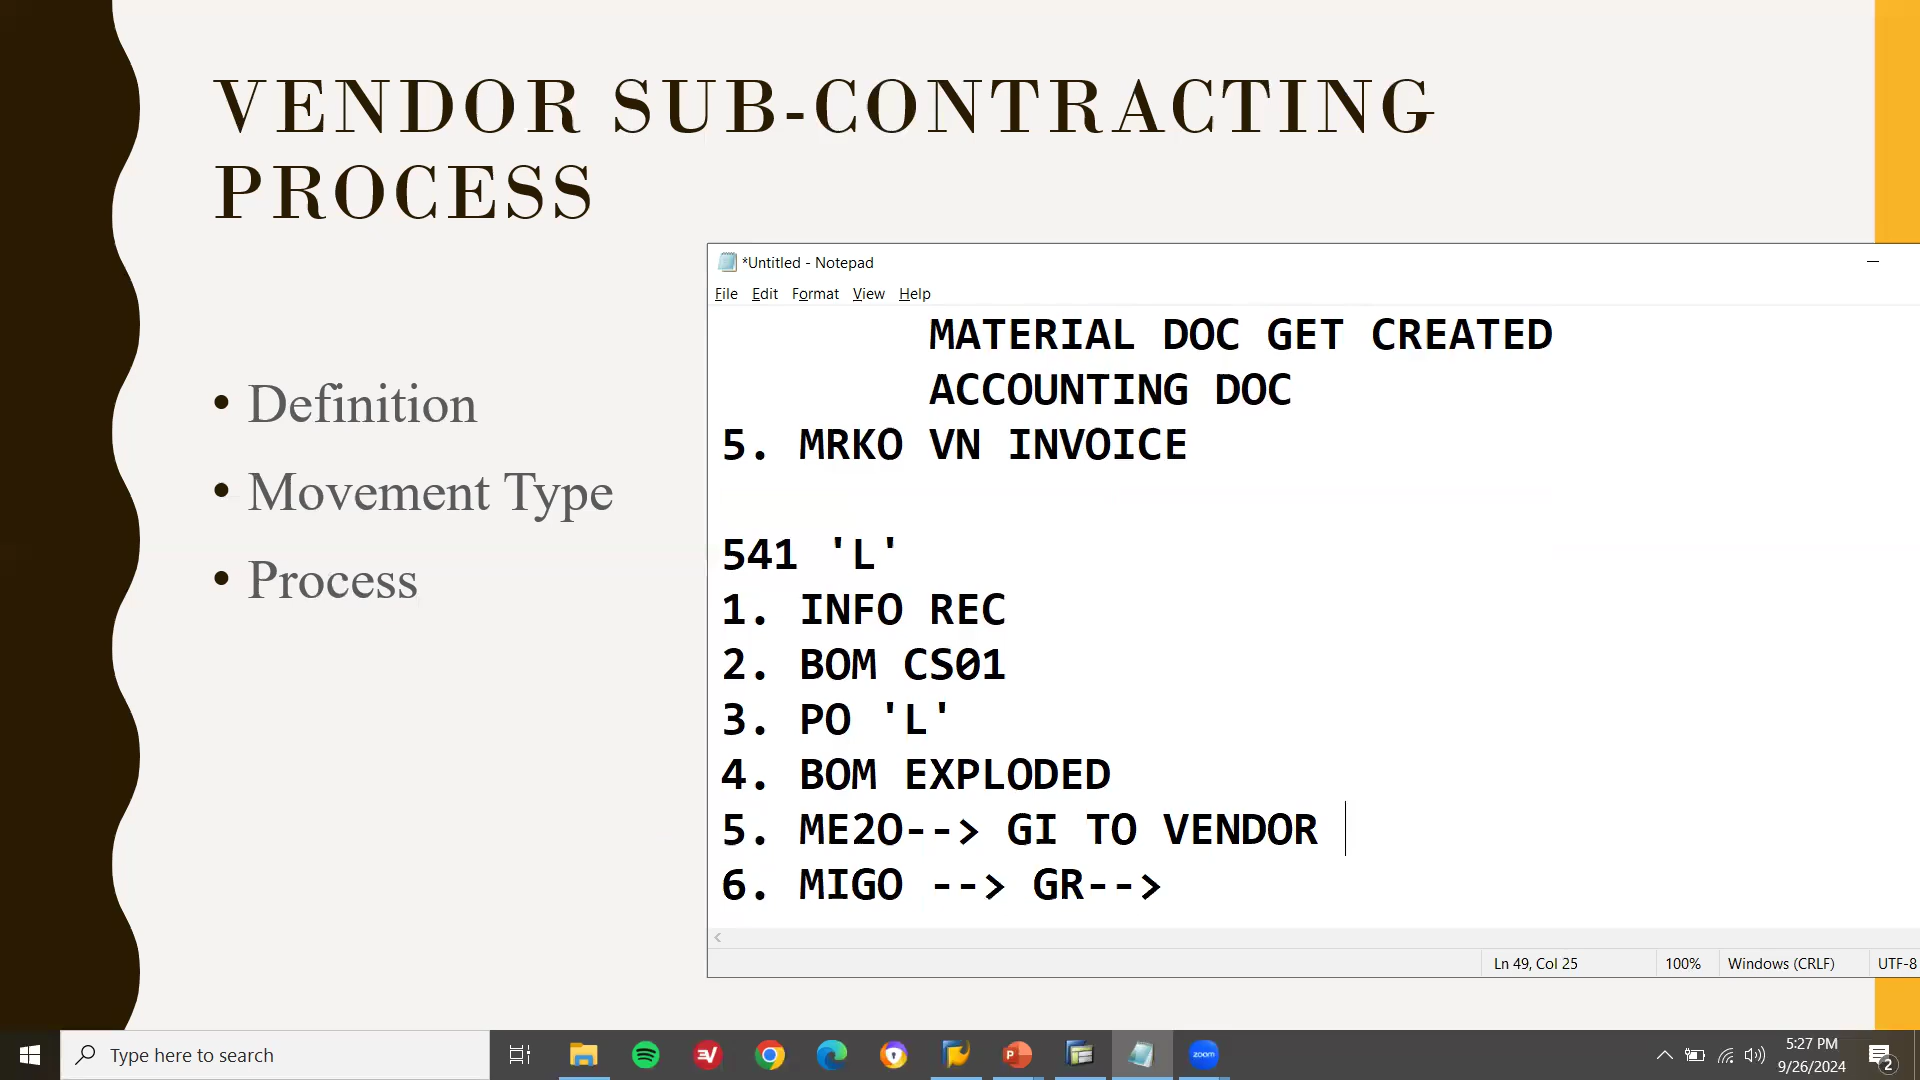 VENDOR SUB-CONTRACTING
PROCESS
• Definition
• Movement Type
• Process
*Untitled - Notepad
File Edit Format View Help
MATERIAL DOC GET CREATED
ACCOUNTING DOC
5. MRKO VN INVOICE
541 'L'
1. INFO REC
2. BOM CS01
3. PO 'L'
4. BOM EXPLODED
5. ME2O--> GI TO VENDOR
6. MIGO --> GR-->
Ln 49, Col 25
100%
Windows (CRLF)
UTF-8
Type here to search
zoom
5:27 PM
9/26/2024
2